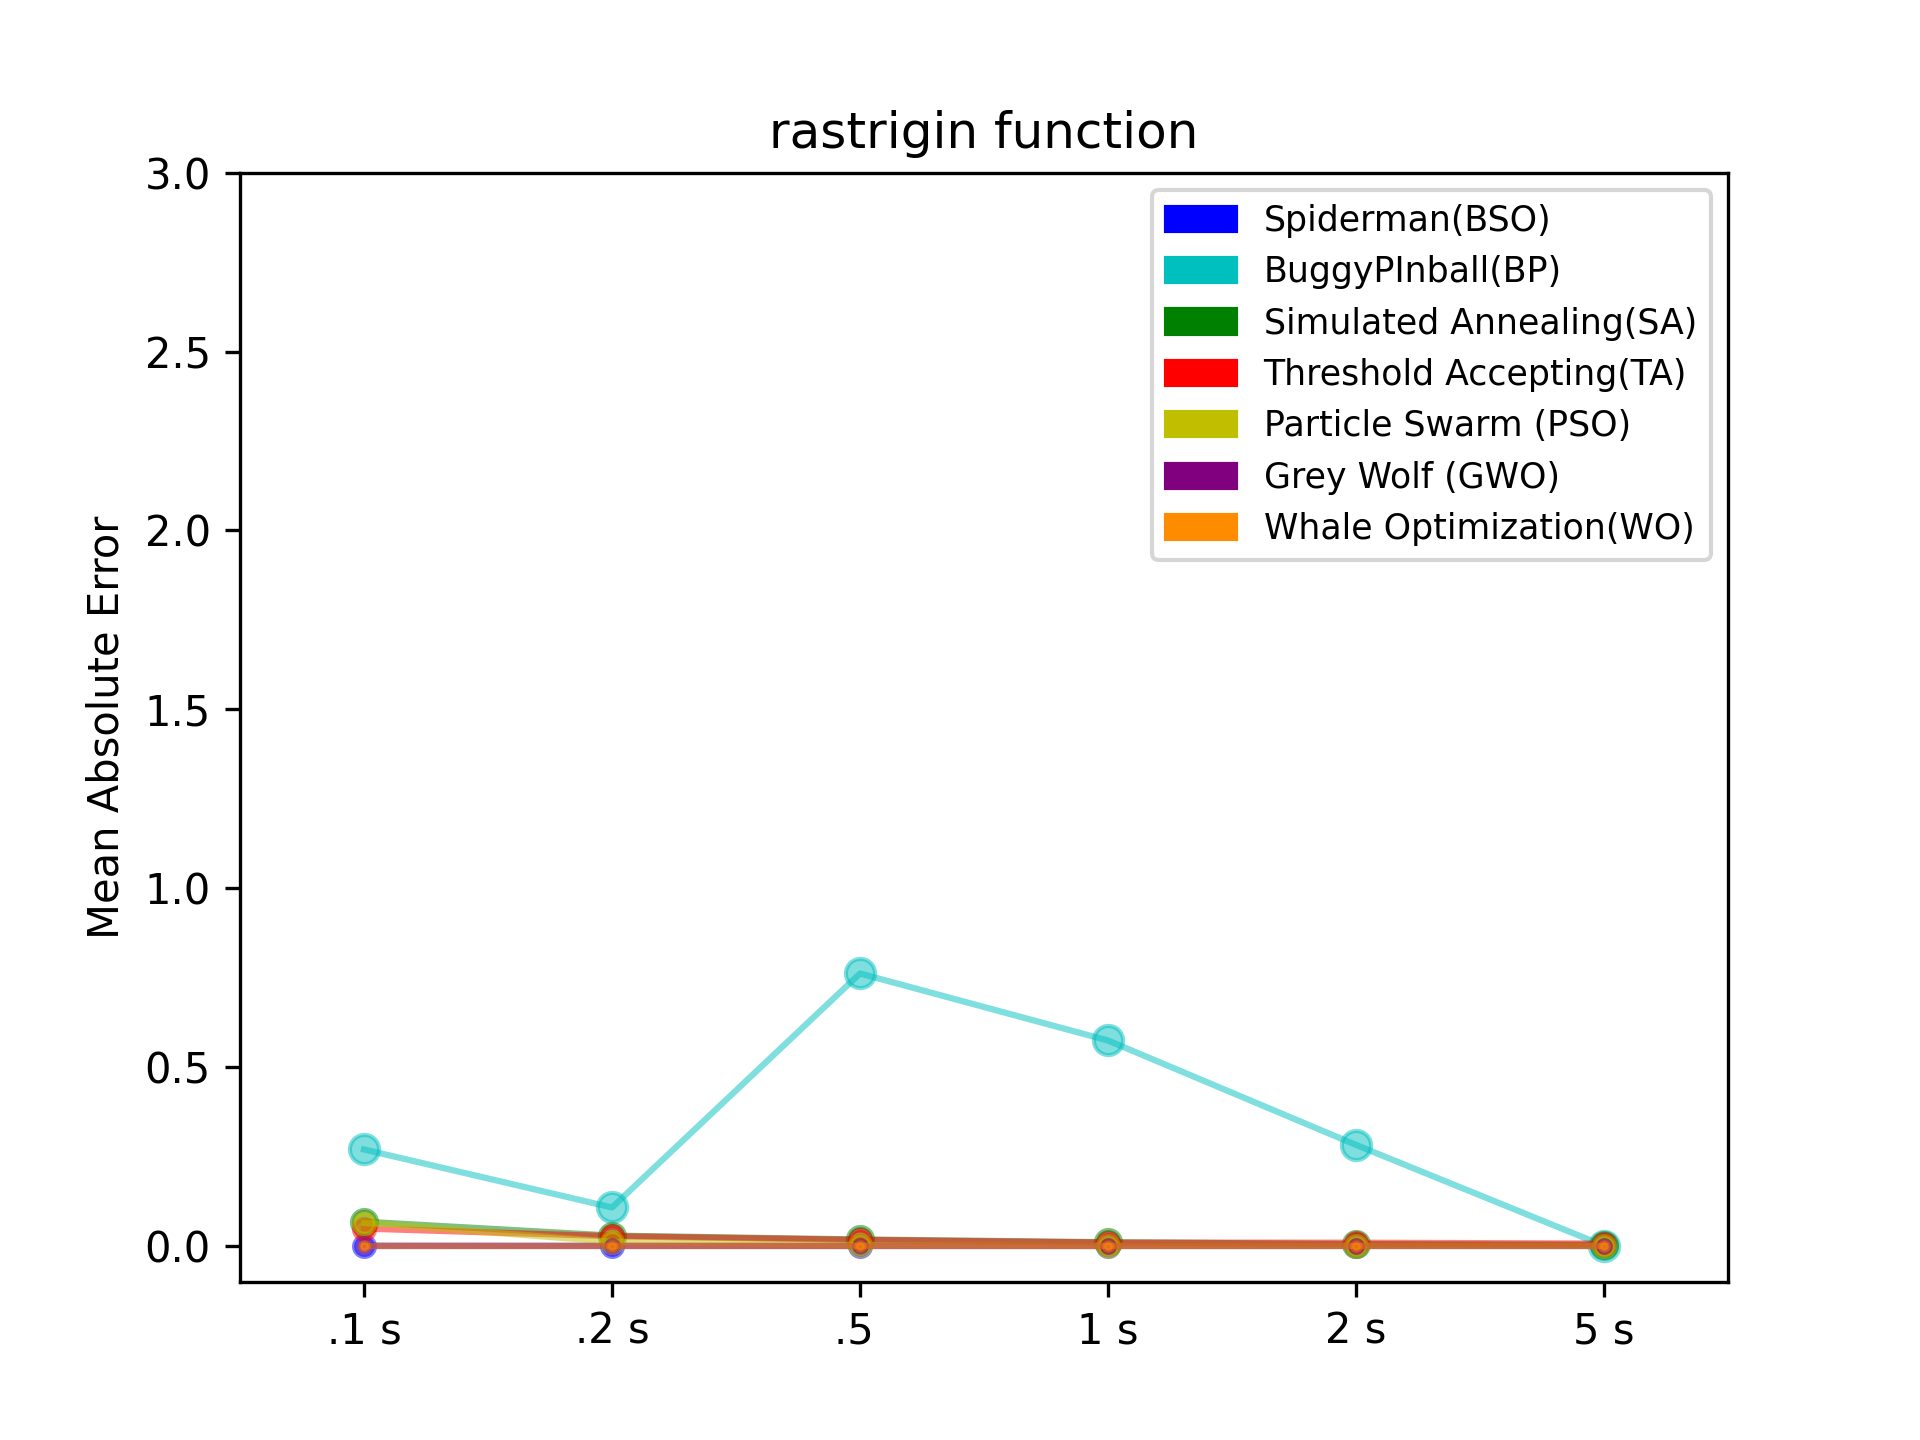 rastrigin function
3.0
2.5
2.0
1.5
1.0
0.5
0.0
Mean Absolute Error
Spiderman(BSO)
BuggyPInball(BP)
Simulated Annealing(SA)
Threshold Accepting(TA)
Particle Swarm (PSO)
Grey Wolf (GWO)
Whale Optimization(WO)
.1 s .2 s .5 1 s 2 s 5 s